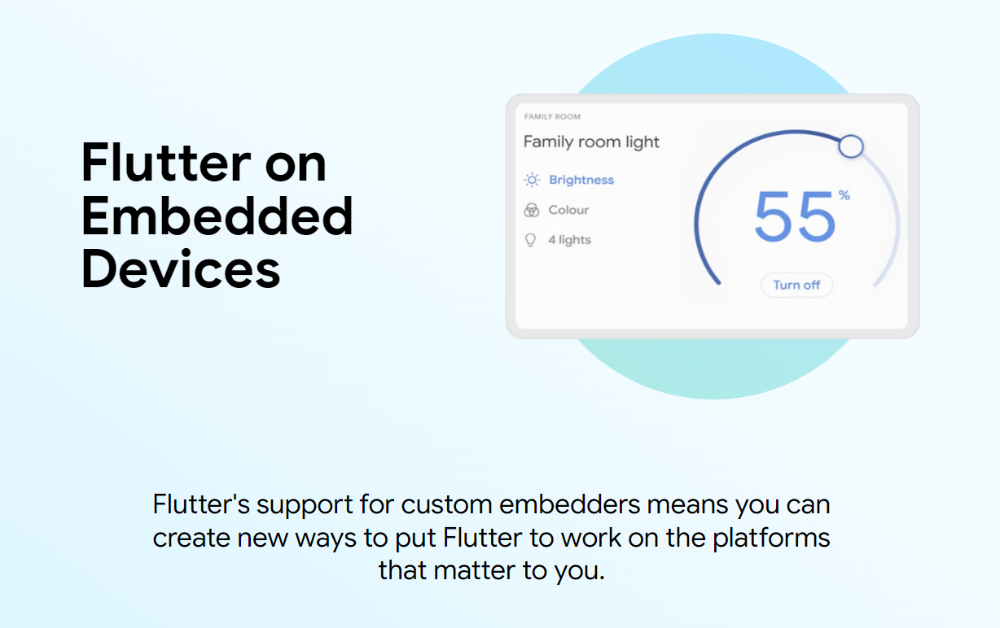 Flutter on
Embedded
Devices
FAMILY ROOM
Family room light
Brightness
Colour
4 lights
55%
Turn off
Flutter's support for custom embedders means you can
create new ways to put Flutter to work on the platforms
that matter to you.